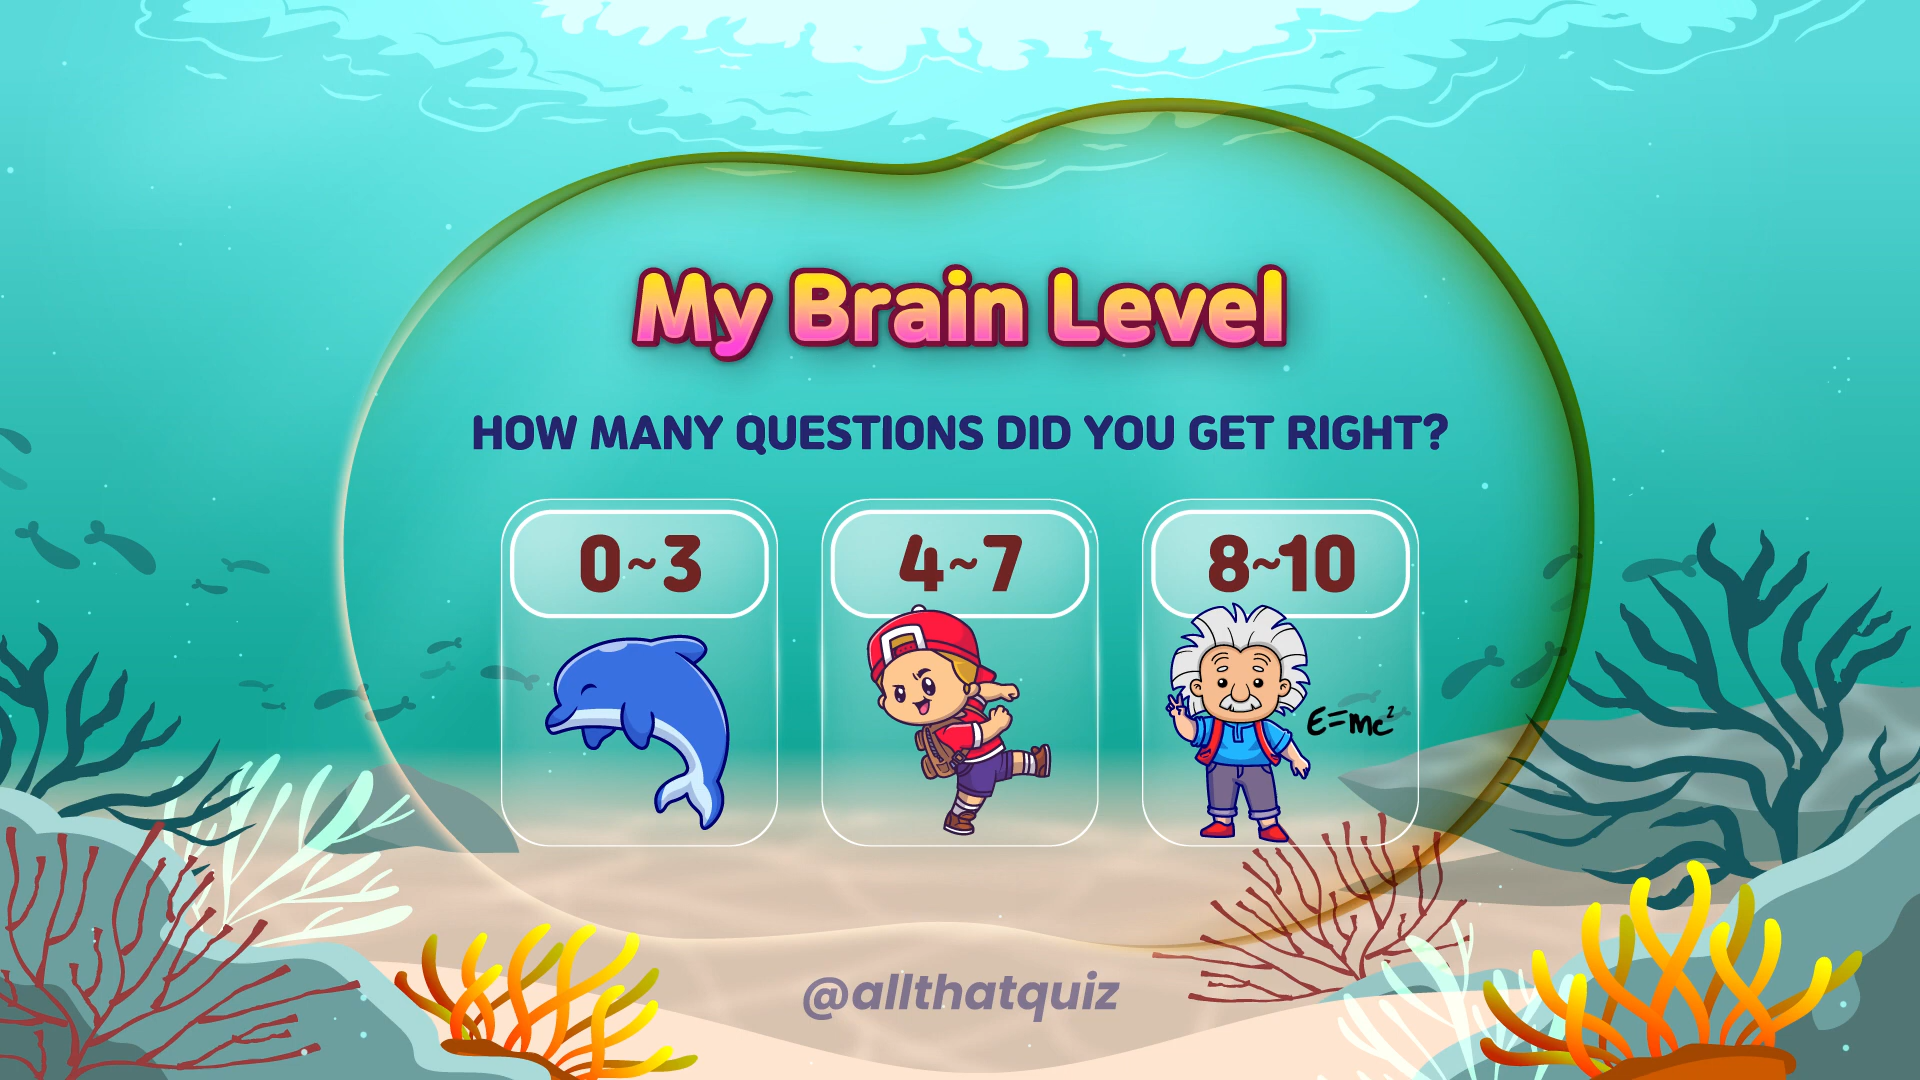 My Brain Level
HOW MANY QUESTIONS DID YOU GET RIGHT?
0~3
4~7
8~10
E=mc²
@allthatquiz